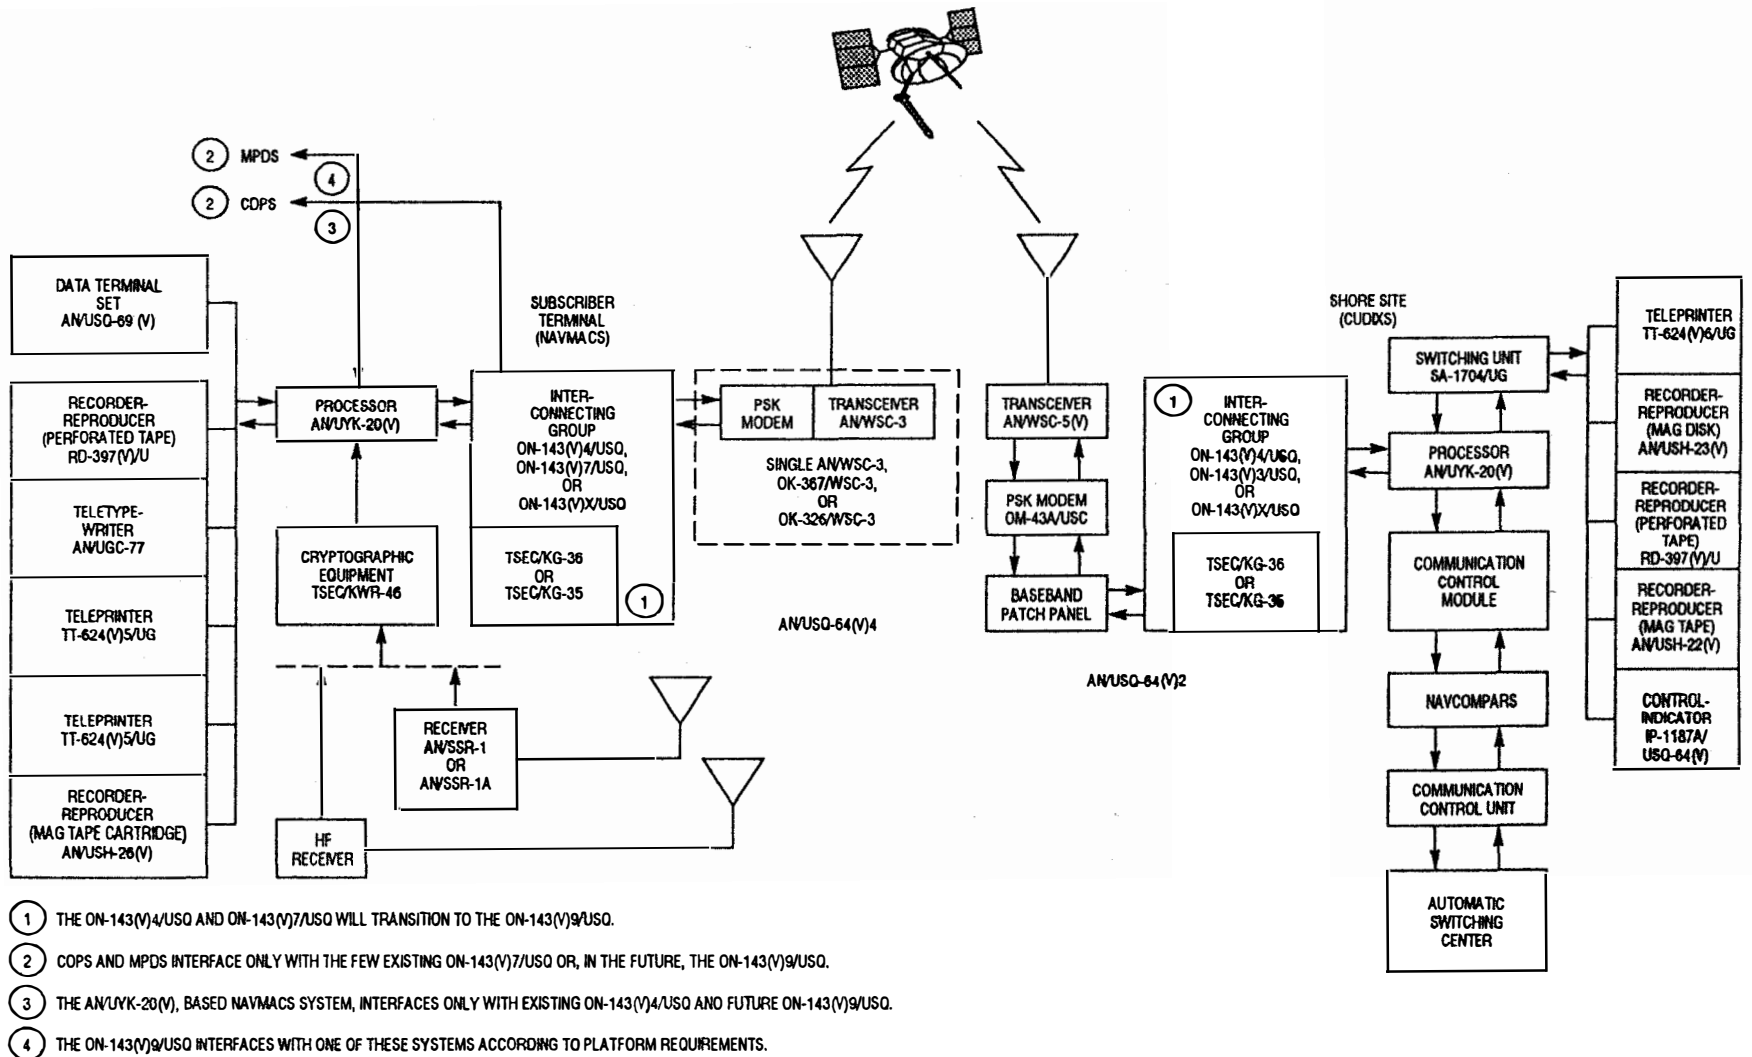 2 MPDS
4
2 CDPS
3
DATA TERMINAL
SET
AN/USQ-69 (V)
RECORDER-
REPRODUCER
(PERFORATED TAPE)
RD-397(V)/U
TELETYPE-
WRITER
AN/UGC-77
TELEPRINTER
TT-624(V)5/UG
TELEPRINTER
TT-624(V)5/UG
RECORDER-
REPRODUCER
(MAG TAPE CARTRIDGE)
AN/USH-26(V)
PROCESSOR
AN/UYK-20(V)
CRYPTOGRAPHIC
EQUIPMENT
TSEC/KWR-46
RECEIVER
AN/SSR-1
OR
AN/SSR-1A
HF
RECEIVER
SUBSCRIBER
TERMINAL
(NAVMACS)
INTER-
CONNECTING
GROUP
ON-143(V)4/USQ,
ON-143(V)7/USQ,
OR
ON-143(V)X/USQ
TSEC/KG-36
OR
TSEC/KG-35
1
PSK
MODEM
TRANSCEIVER
AN/WSC-3
SINGLE AN/WSC-3,
OK-367/WSC-3,
OR
OK-326/WSC-3
AN/USQ-64(V)4
TRANSCEIVER
AN/WSC-5(V)
PSK MODEM
OM-43A/USC
BASEBAND
PATCH PANEL
1
INTER-
CONNECTING
GROUP
ON-143(V)4/USQ,
ON-143(V)3/USQ,
OR
ON-143(V)X/USQ
TSEC/KG-36
OR
TSEC/KG-35
AN/USQ-64(V)2
SHORE SITE
(CUDIXS)
SWITCHING UNIT
SA-1704/UG
PROCESSOR
AN/UYK-20(V)
COMMUNICATION
CONTROL
MODULE
NAVCOMPARS
COMMUNICATION
CONTROL UNIT
AUTOMATIC
SWITCHING
CENTER
TELEPRINTER
TT-624(V)6/UG
RECORDER-
REPRODUCER
(MAG DISK)
AN/USH-23(V)
RECORDER-
REPRODUCER
(PERFORATED
TAPE)
RD-397(V)/U
RECORDER-
REPRODUCER
(MAG TAPE)
AN/USH-22(V)
CONTROL-
INDICATOR
IP-1187A/
USQ-64(V)
1 THE ON-143(V)4/USQ AND ON-143(V)7/USQ WILL TRANSITION TO THE ON-143(V)9/USQ.
2 COPS AND MPDS INTERFACE ONLY WITH THE FEW EXISTING ON-143(V)7/USQ OR, IN THE FUTURE, THE ON-143(V)9/USQ.
3 THE AN/UYK-20(V), BASED NAVMACS SYSTEM, INTERFACES ONLY WITH EXISTING ON-143(V)4/USQ ANO FUTURE ON-143(V)9/USQ.
4 THE ON-143(V)9/USQ INTERFACES WITH ONE OF THESE SYSTEMS ACCORDING TO PLATFORM REQUIREMENTS.